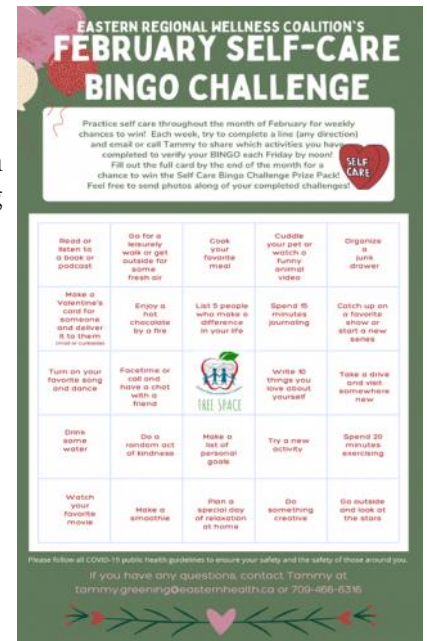 EASTERN REGIONAL WELLNESS COALITION'S
FEBRUARY SELF-CARE
BINGO CHALLENGE
Practice self care throughout the month of February for weekly
chances to win! Each week, try to complete a line (any direction)
and email or call Tammy to share which activities you have
completed to verify your BINGO each Friday by noon!
Fill out the full card by the end of the month for a
chance to win the Self Care Bingo Challenge Prize Pack!
Feel free to send photos along of your completed challenges!
SELF
CARE
Read or
listen to
a book or
podcast
Go for a
leisurely
walk or get
outside for
some
fresh air
Cook
your
favorite
meal
Cuddle
your pet or
watch a
funny
animal
video
Organize
a
junk
drawer
Make a
Valentine's
card for
someone
and deliver
it to them
Enjoy a
hot
chocolate
by a fire
List 5 people
who make a
difference
in your life
Spend 15
minutes
journaling
Catch up on
a favorite
show or
start a new
series
Turn on your
favorite song
and dance
Facetime or
call and
have a chat
with a
friend
FREE SPACE
Write 10
things you
love about
yourself
Take a drive
and visit
somewhere
new
Drink
some
water
Do a
random act
of kindness
Make a
list of
personal
goals
Try a new
activity
Spend 20
minutes
exercising
Watch
your
favorite
movie
Make a
smoothie
Plan a
special day
of relaxation
at home
Do
something
creative
Go outside
and look at
the stars
Please follow all COVID-19 public health guidelines to ensure your safety and the safety of those around you.
If you have any questions, contact Tammy at
tammy.greening@easternhealth.ca or 709-466-6316